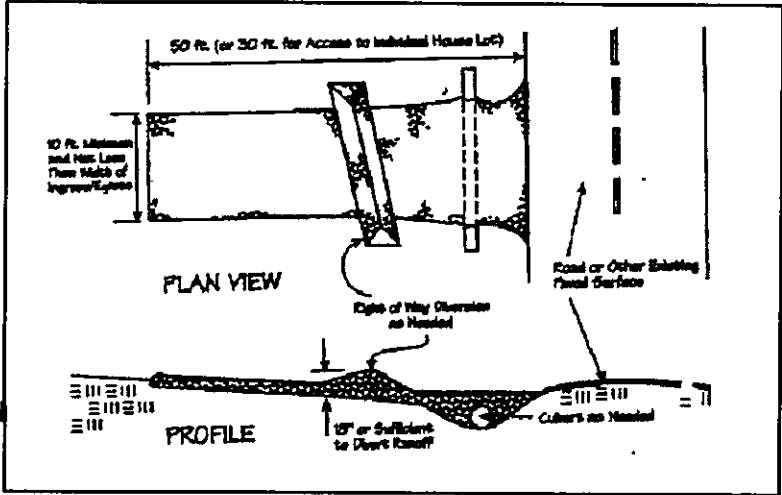 50 ft. (or 30 ft. for Access to Individual House Lot)
10 ft. Minimum
and Not Less
Than Width of
Ingress/Egress
PLAN VIEW
Right of Way Diversion
as Needed
Road or Other Existing
Paved Surface
18" or Sufficient
to Divert Runoff
Culvert as Needed
PROFILE